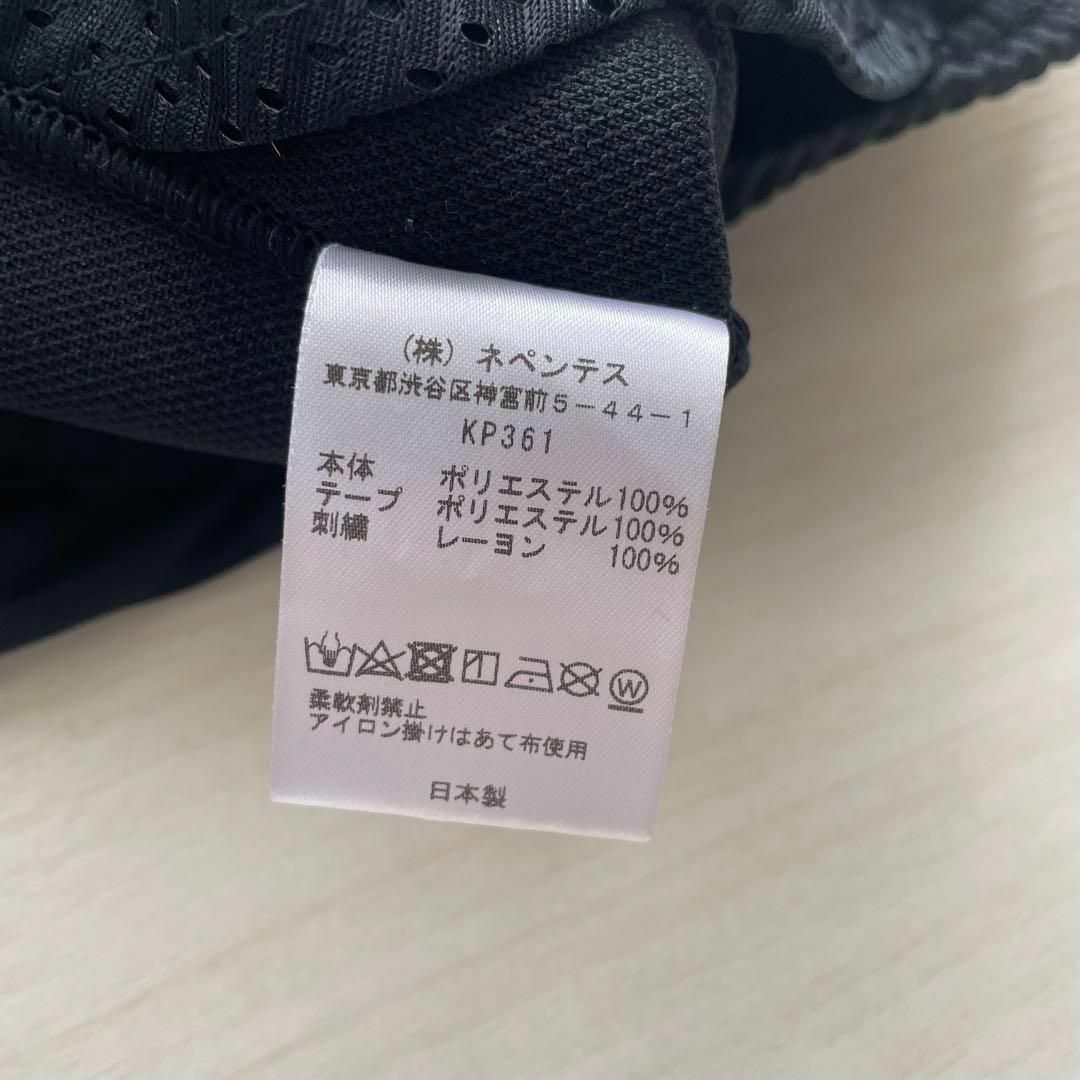 (株) ネペンテス
東京都渋谷区神宮前5-44-1
KP361
本体 ポリエステル100%
テープ ポリエステル100%
刺繍 レーヨン 100%
W
柔軟剤禁止
アイロン掛けはあて布使用
日本製